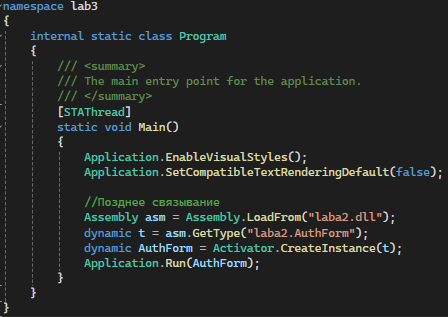 namespace lab3
{
    internal static class Program
    {
        /// <summary>
        /// The main entry point for the application.
        /// </summary>
        [STAThread]
        static void Main()
        {
            Application.EnableVisualStyles();
            Application.SetCompatibleTextRenderingDefault(false);

            //Позднее связывание
            Assembly asm = Assembly.LoadFrom("laba2.dll");
            dynamic t = asm.GetType("laba2.AuthForm");
            dynamic AuthForm = Activator.CreateInstance(t);
            Application.Run(AuthForm);
        }
    }
}